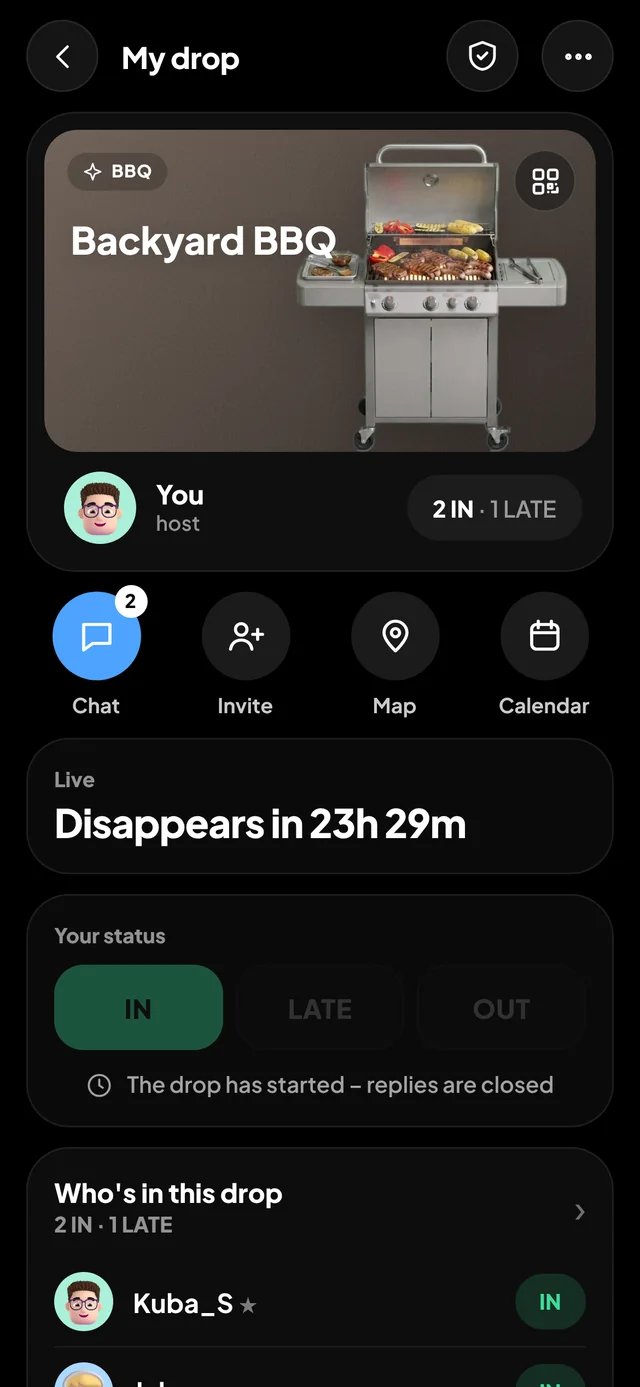 My drop
BBQ
Backyard BBQ
You
host
2 IN · 1 LATE
2
Chat
Invite
Map
Calendar
Live
Disappears in 23h 29m
Your status
IN
LATE
OUT
The drop has started – replies are closed
Who's in this drop
2 IN · 1 LATE
Kuba_S ★
IN
IN